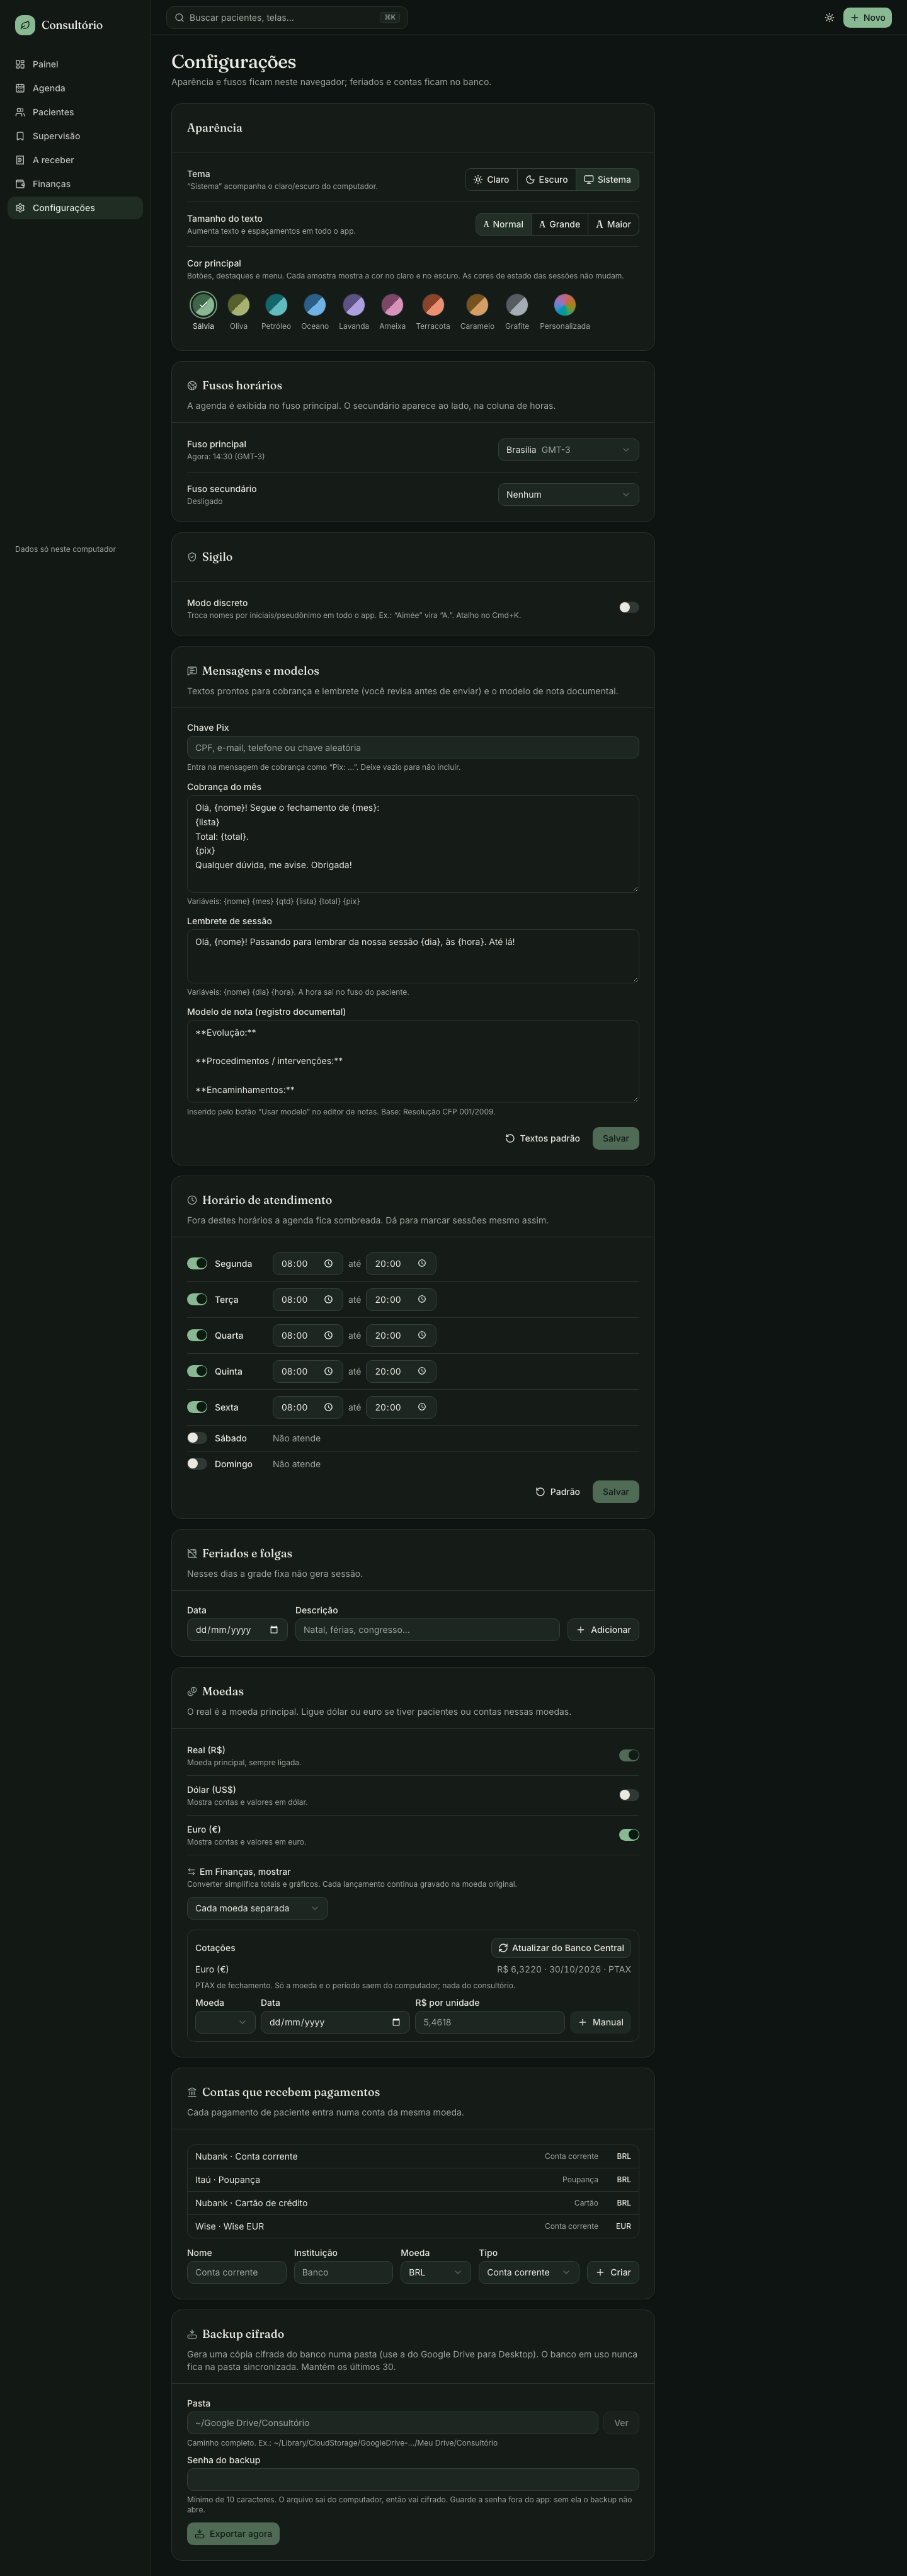 Consultório
Buscar pacientes, telas...
⌘K
+ Novo
Painel
Agenda
Pacientes
Supervisão
A receber
Finanças
Configurações
Dados só neste computador
Configurações
Aparência e fusos ficam neste navegador; feriados e contas ficam no banco.
Aparência
Tema
“Sistema” acompanha o claro/escuro do computador.
Claro
Escuro
Sistema
Tamanho do texto
Aumenta texto e espaçamentos em todo o app.
A Normal
A Grande
A Maior
Cor principal
Botões, destaques e menu. Cada amostra mostra a cor no claro e no escuro. As cores de estado das sessões não mudam.
Sálvia
Oliva
Petróleo
Oceano
Lavanda
Ameixa
Terracota
Caramelo
Grafite
Personalizada
Fusos horários
A agenda é exibida no fuso principal. O secundário aparece ao lado, na coluna de horas.
Fuso principal
Agora: 14:30 (GMT-3)
Brasília GMT-3
Fuso secundário
Desligado
Nenhum
Sigilo
Modo discreto
Troca nomes por iniciais/pseudônimo em todo o app. Ex.: “Aimée” vira “A.”. Atalho no Cmd+K.
Mensagens e modelos
Textos prontos para cobrança e lembrete (você revisa antes de enviar) e o modelo de nota documental.
Chave Pix
CPF, e-mail, telefone ou chave aleatória
Entra na mensagem de cobrança como “Pix: ...”. Deixe vazio para não incluir.
Cobrança do mês
Olá, {nome}! Segue o fechamento de {mes}:
{lista}
Total: {total}.
{pix}
Qualquer dúvida, me avise. Obrigada!
Variáveis: {nome} {mes} {qtd} {lista} {total} {pix}
Lembrete de sessão
Olá, {nome}! Passando para lembrar da nossa sessão {dia}, às {hora}. Até lá!
Variáveis: {nome} {dia} {hora}. A hora sai no fuso do paciente.
Modelo de nota (registro documental)
**Evolução:**
**Procedimentos / intervenções:**
**Encaminhamentos:**
Inserido pelo botão “Usar modelo” no editor de notas. Base: Resolução CFP 001/2009.
Textos padrão
Salvar
Horário de atendimento
Fora destes horários a agenda fica sombreada. Dá para marcar sessões mesmo assim.
Segunda 08:00 até 20:00
Terça 08:00 até 20:00
Quarta 08:00 até 20:00
Quinta 08:00 até 20:00
Sexta 08:00 até 20:00
Sábado Não atende
Domingo Não atende
Padrão
Salvar
Feriados e folgas
Nesses dias a grade fixa não gera sessão.
Data
Descrição
dd/mm/yyyy
Natal, férias, congresso...
+ Adicionar
Moedas
O real é a moeda principal. Ligue dólar ou euro se tiver pacientes ou contas nessas moedas.
Real (R$)
Moeda principal, sempre ligada.
Dólar (US$)
Mostra contas e valores em dólar.
Euro (€)
Mostra contas e valores em euro.
Em Finanças, mostrar
Converter simplifica totais e gráficos. Cada lançamento continua gravado na moeda original.
Cada moeda separada
Cotações
Atualizar do Banco Central
Euro (€)
R$ 6,3220 · 30/10/2026 · PTAX
PTAX de fechamento. Só a moeda e o período saem do computador; nada do consultório.
Moeda
Data
R$ por unidade
dd/mm/yyyy
5,4618
+ Manual
Contas que recebem pagamentos
Cada pagamento de paciente entra numa conta da mesma moeda.
Nubank · Conta corrente Conta corrente BRL
Itaú · Poupança Poupança BRL
Nubank · Cartão de crédito Cartão BRL
Wise · Wise EUR Conta corrente EUR
Nome
Instituição
Moeda
Tipo
Conta corrente
Banco
BRL
Conta corrente
+ Criar
Backup cifrado
Gera uma cópia cifrada do banco numa pasta (use a do Google Drive para Desktop). O banco em uso nunca
fica na pasta sincronizada. Mantém os últimos 30.
Pasta
~/Google Drive/Consultório
Ver
Caminho completo. Ex.: ~/Library/CloudStorage/GoogleDrive-.../Meu Drive/Consultório
Senha do backup
Mínimo de 10 caracteres. O arquivo sai do computador, então vai cifrado. Guarde a senha fora do app: sem ela o backup não
abre.
Exportar agora